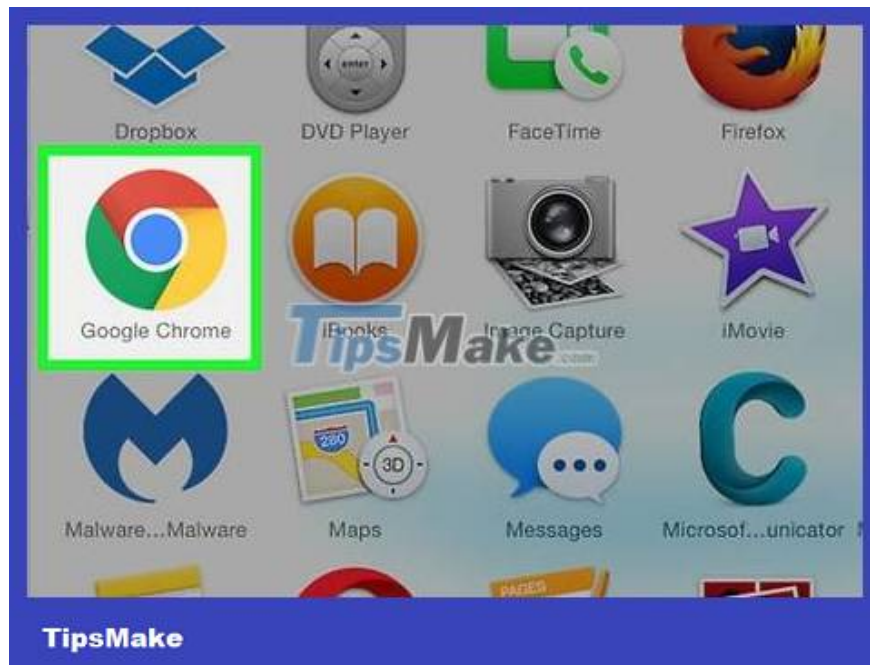 enter
Dropbox DVD Player FaceTime Firefox
Google Chrome iBooks Image Capture iMovie
TipsMake.com
280
3D
Malware...Malware Maps Messages Microsof...unicator
PAGES
TipsMake